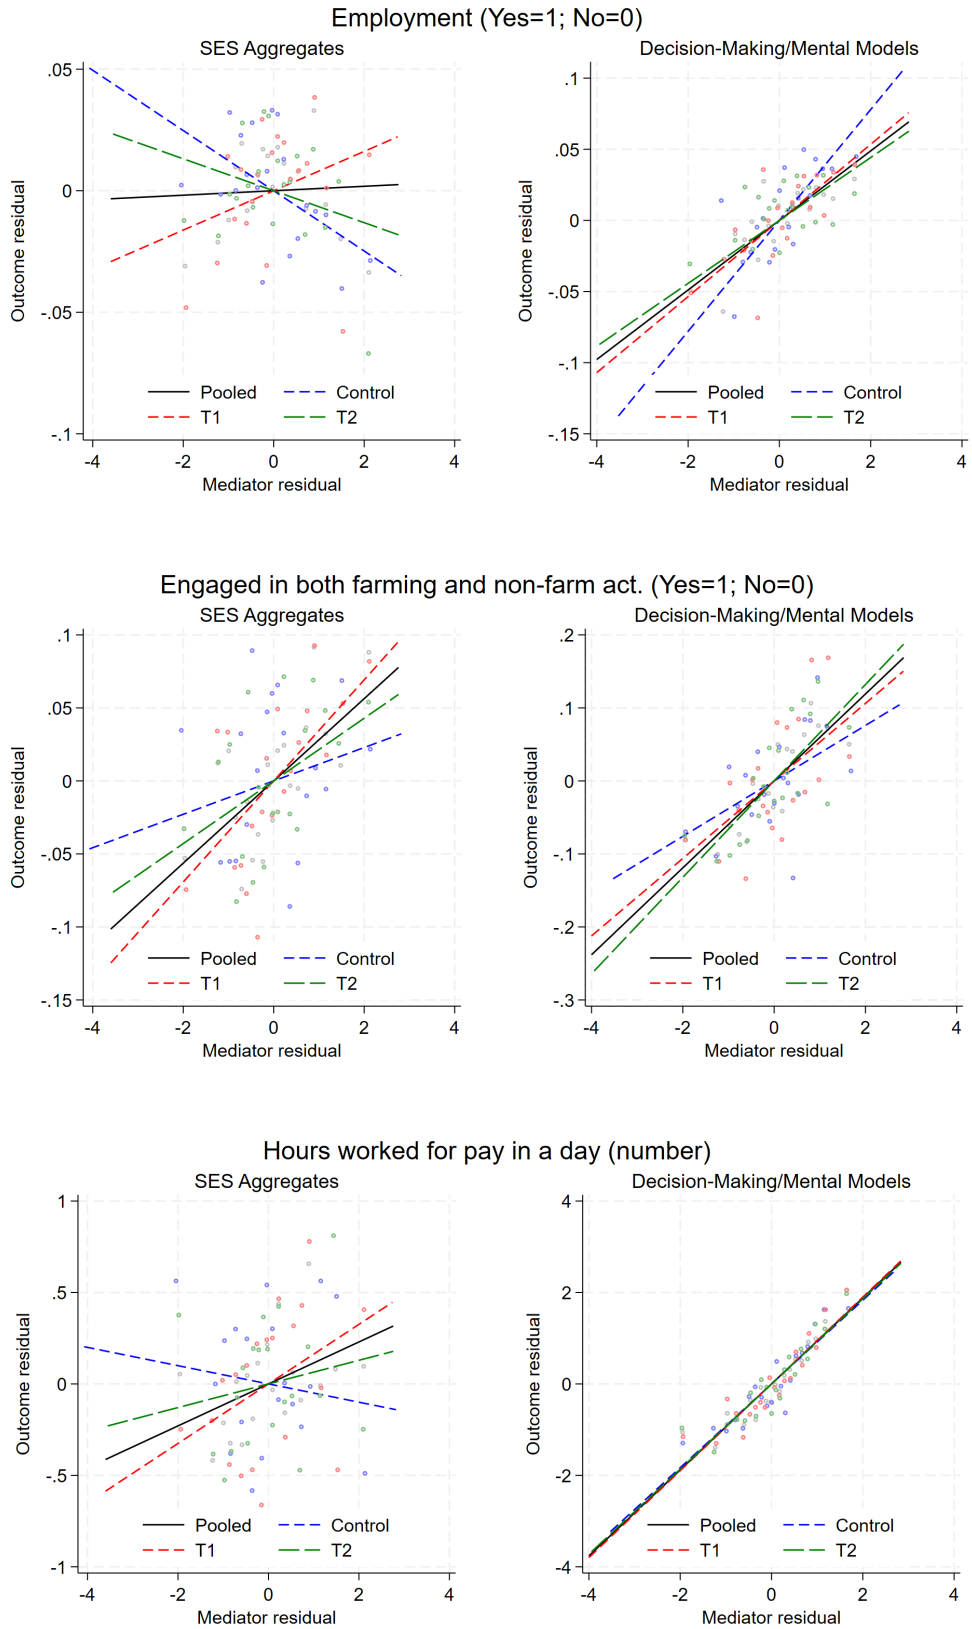 Employment (Yes=1; No=0)
SES Aggregates
Outcome residual
.05
0
-.05
-.1
Pooled
Control
T1
T2
-4
-2
0
2
4
Mediator residual
Decision-Making/Mental Models
Outcome residual
.1
.05
0
-.05
-.1
-.15
Pooled
Control
T1
T2
-4
-2
0
2
4
Mediator residual
Engaged in both farming and non-farm act. (Yes=1; No=0)
SES Aggregates
Outcome residual
.1
.05
0
-.05
-.1
-.15
Pooled
Control
T1
T2
-4
-2
0
2
4
Mediator residual
Decision-Making/Mental Models
Outcome residual
.2
.1
0
-.1
-.2
-.3
Pooled
Control
T1
T2
-4
-2
0
2
4
Mediator residual
Hours worked for pay in a day (number)
SES Aggregates
Outcome residual
1
.5
0
-.5
-1
Pooled
Control
T1
T2
-4
-2
0
2
4
Mediator residual
Decision-Making/Mental Models
Outcome residual
4
2
0
-2
-4
Pooled
Control
T1
T2
-4
-2
0
2
4
Mediator residual